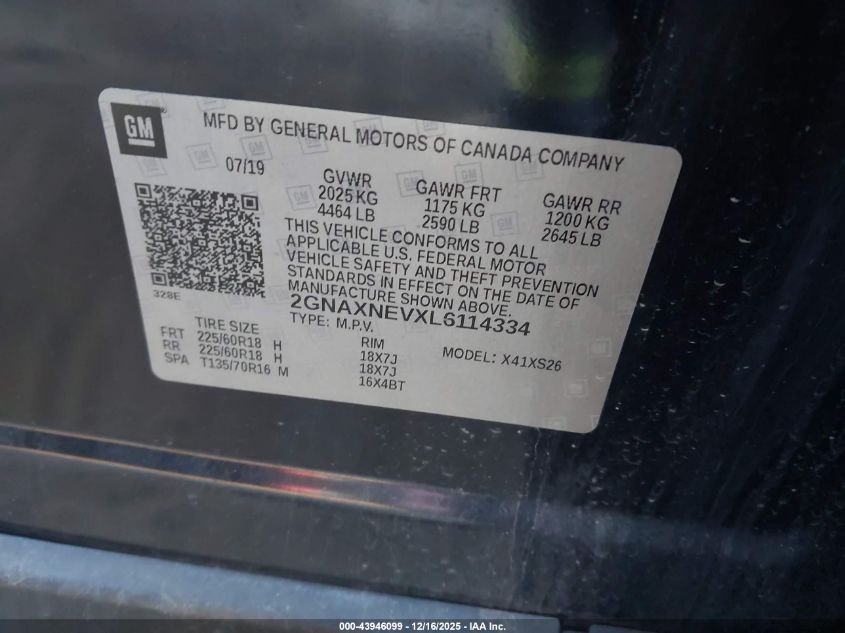 GM
MFD BY GENERAL MOTORS OF CANADA COMPANY
07/19
GVWR GAWR FRT GAWR RR
2025 KG 1175 KG 1200 KG
4464 LB 2590 LB 2645 LB
THIS VEHICLE CONFORMS TO ALL
APPLICABLE U.S. FEDERAL MOTOR
VEHICLE SAFETY AND THEFT PREVENTION
STANDARDS IN EFFECT ON THE DATE OF
MANUFACTURE SHOWN ABOVE.
328E
2GNAXNEVXL6114334
TYPE: M.P.V.
TIRE SIZE RIM MODEL: X41XS26
FRT 225/60R18 H 18X7J
RR 225/60R18 H 18X7J
SPA T135/70R16 M 16X4BT
000-43946099 - 12/16/2025 - IAA Inc.